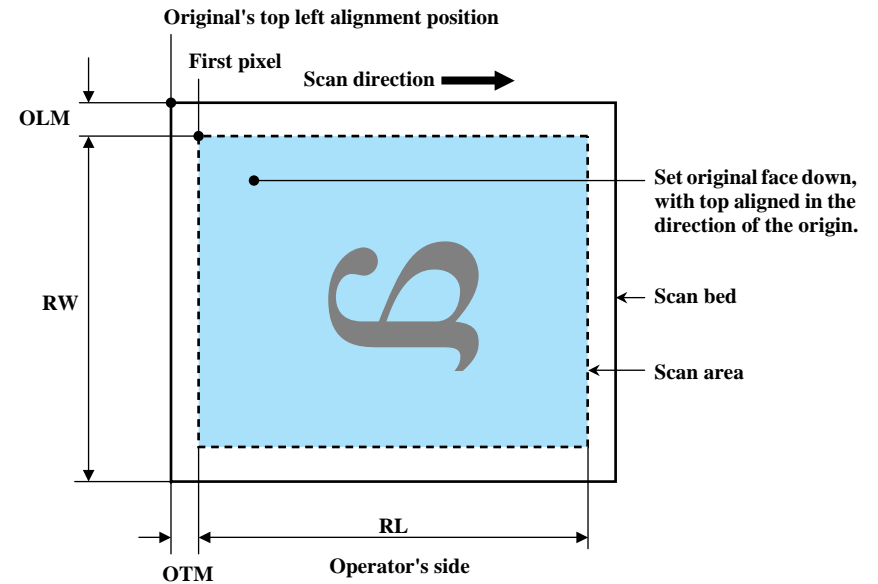 Original's top left alignment position
First pixel
Scan direction
OLM
Set original face down,
with top aligned in the
direction of the origin.
a
RW
Scan bed
Scan area
RL
OTM
Operator's side